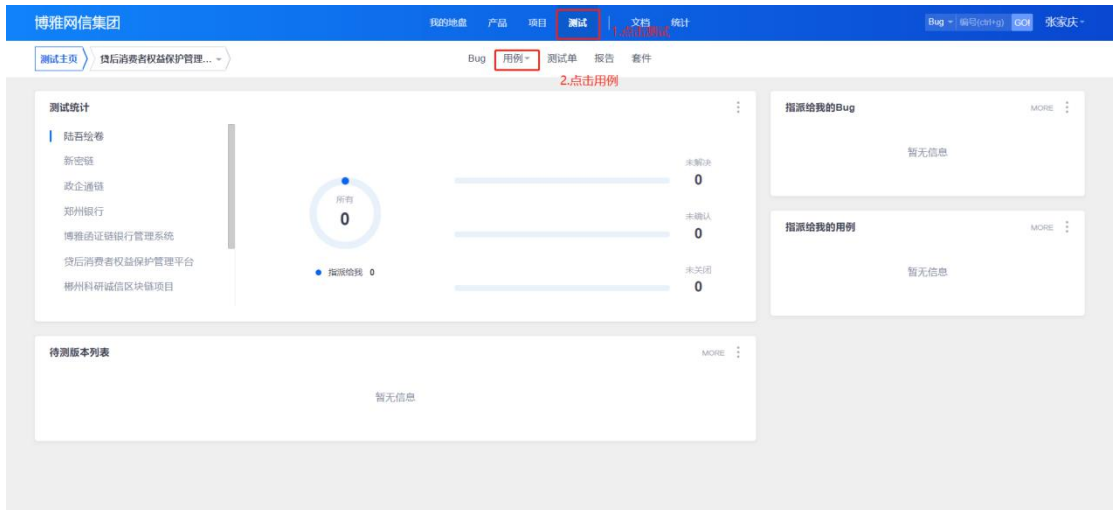 博雅网信集团
我的地盘 产品 项目 测试 文档 统计
Bug 编号(ctrl+g) GO! 张家庆
1.点击测试
测试主页 贷后消费者权益保护管理...
Bug 用例 测试单 报告 套件
2.点击用例
测试统计
陆吾绘卷
新密链
政企通链
郑州银行
博雅函证链银行管理系统
贷后消费者权益保护管理平台
郴州科研诚信区块链项目
所有
0
指派给我 0
未解决
0
未确认
0
未关闭
0
指派给我的Bug MORE
暂无信息
指派给我的用例 MORE
暂无信息
待测版本列表 MORE
暂无信息